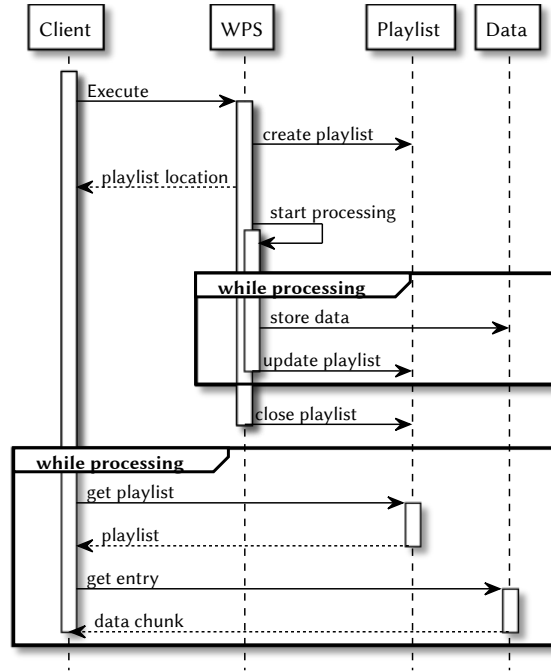 Client
WPS
Playlist
Data
Execute
create playlist
playlist location
start processing
while processing
store data
update playlist
close playlist
while processing
get playlist
playlist
get entry
data chunk